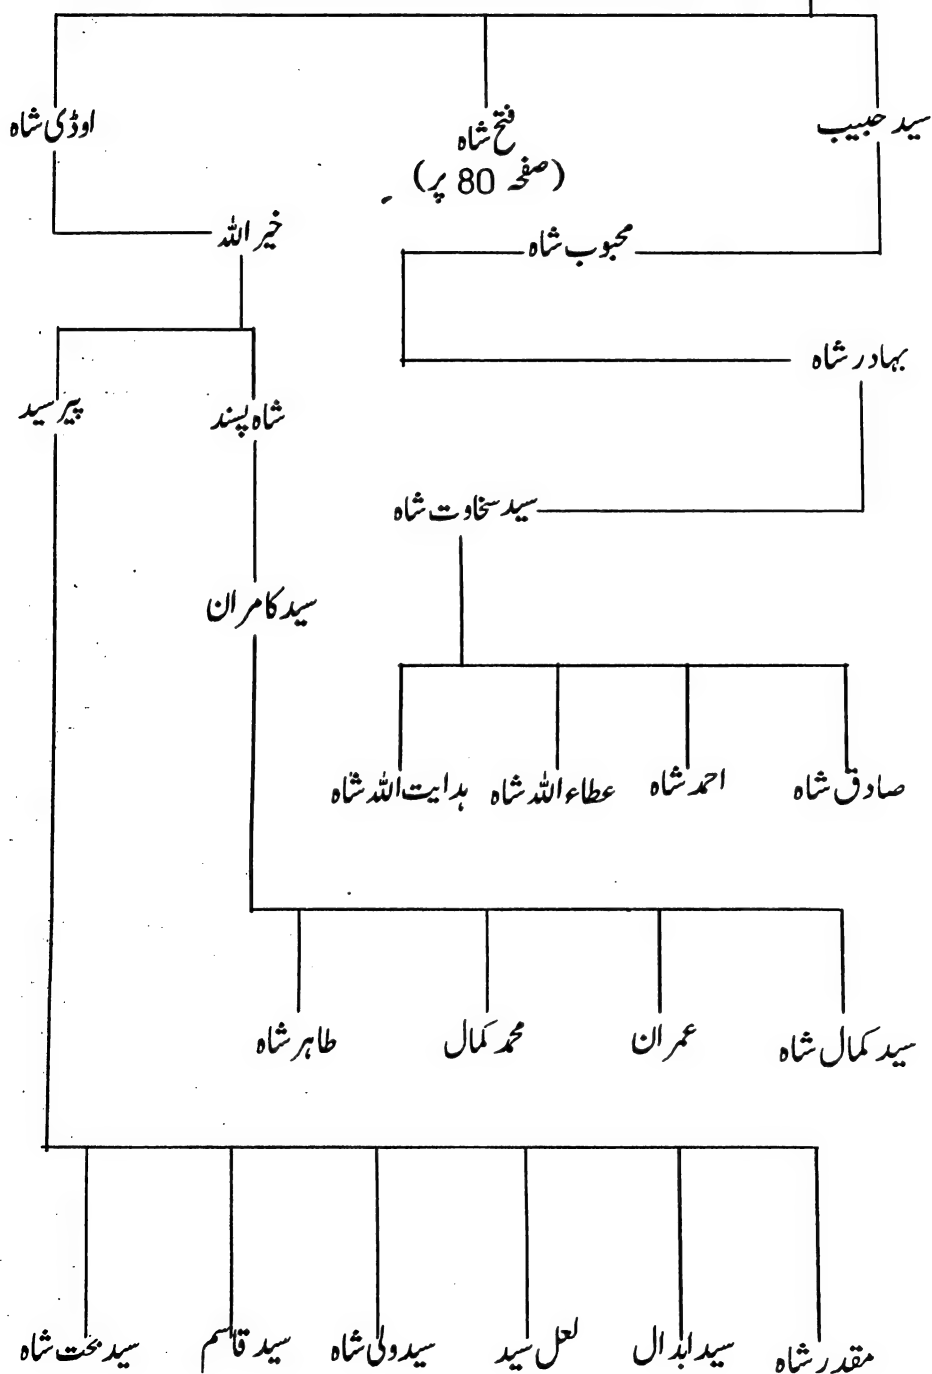 سید حبیب
فتح شاہ
اوڈی شاہ
(صفحہ 80 پر)
خیر اللہ
محبوب شاہ
بہادر شاہ
شاہ پسند
پیر سید
سید سخاوت شاہ
سید کامران
صادق شاہ
احمد شاہ
عطاء اللہ شاہ
ہدایت اللہ شاہ
سید کمال شاہ
عمران
محمد کمال
طاہر شاہ
مقدر شاہ
سید ابدال
لعل سید
سید ولی شاہ
سید قاسم
سید بخت شاہ